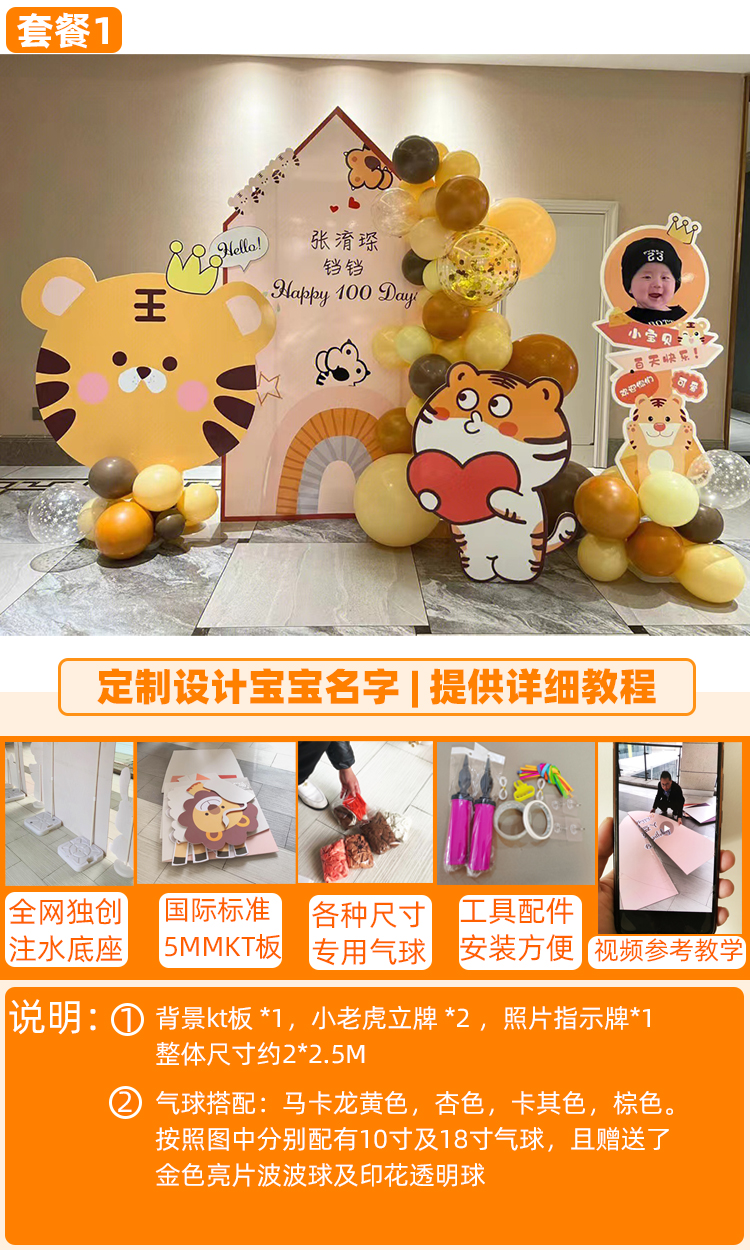 套餐1
Hello!
王
张淯琛
铛铛
Happy 100 Days
小宝贝
百天快乐!
欢迎你们
可爱
定制设计宝宝名字 | 提供详细教程
全网独创
注水底座
国际标准
5MMKT板
各种尺寸
专用气球
工具配件
安装方便
视频参考教学
说明：① 背景kt板 *1，小老虎立牌 *2 ，照片指示牌*1
整体尺寸约2*2.5M
② 气球搭配：马卡龙黄色，杏色，卡其色，棕色。
按照图中分别配有10寸及18寸气球，且赠送了
金色亮片波波球及印花透明球